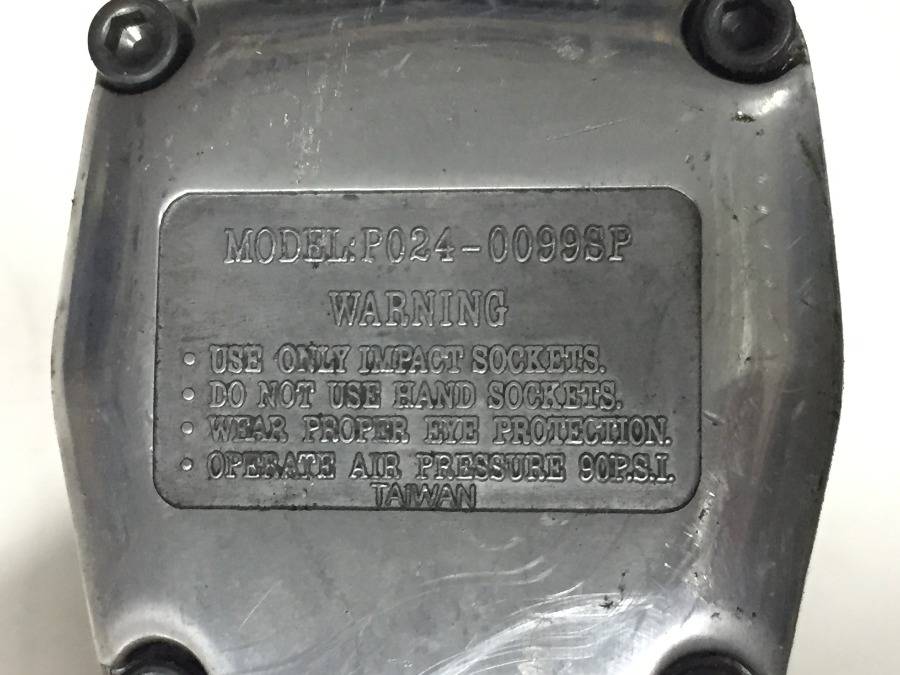 MODEL:P024-0099SP
WARNING
• USE ONLY IMPACT SOCKETS.
• DO NOT USE HAND SOCKETS.
• WEAR PROPER EYE PROTECTION.
• OPERATE AIR PRESSURE 90P.S.I.
TAIWAN